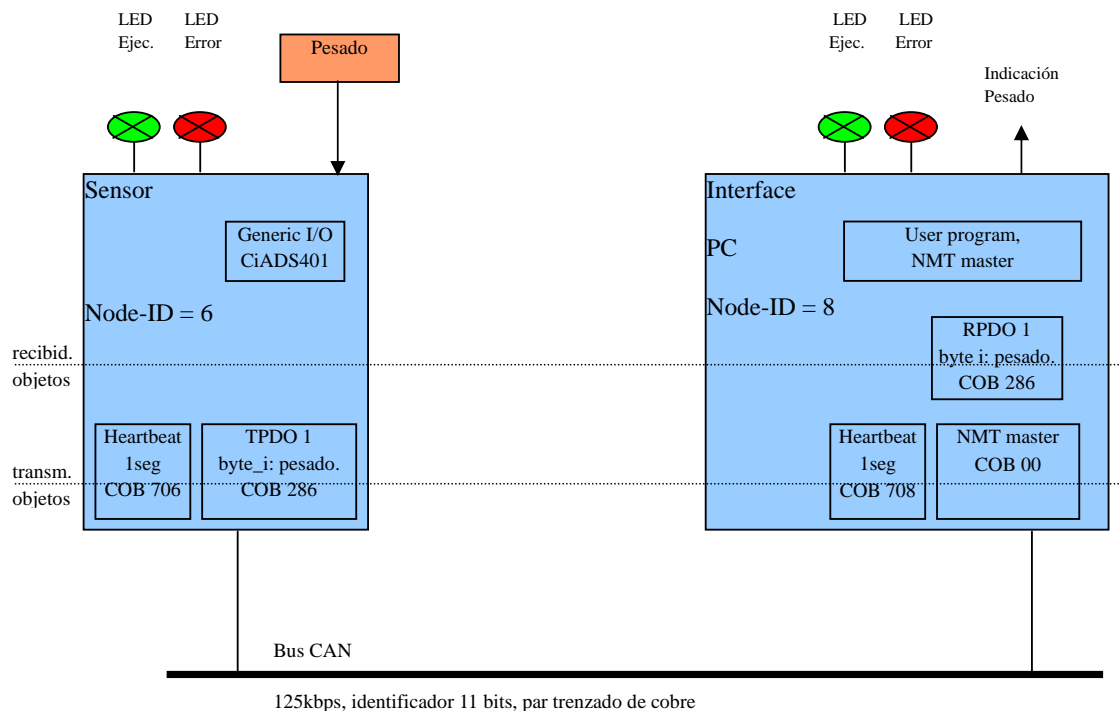 LED
Ejec.
LED
Error
Pesado
LED
Ejec.
LED
Error
Indicación
Pesado
Sensor
Generic I/O
CiADS401
Node-ID = 6
Interface
PC
User program,
NMT master
Node-ID = 8
recibid.
objetos
RPDO 1
byte i: pesado.
COB 286
transm.
objetos
Heartbeat
1seg
COB 706
TPDO 1
byte_i: pesado.
COB 286
Heartbeat
1seg
COB 708
NMT master
COB 00
Bus CAN
125kbps, identificador 11 bits, par trenzado de cobre